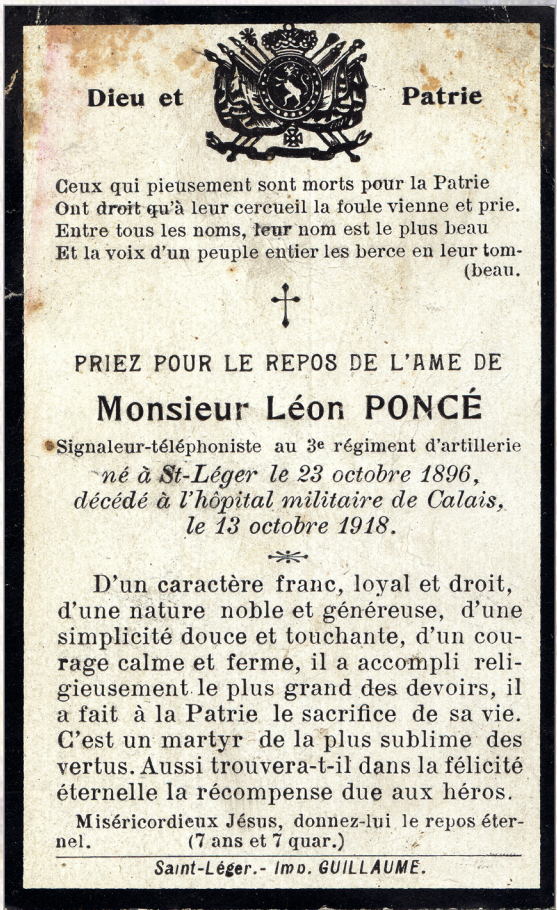 Dieu et Patrie
Ceux qui pieusement sont morts pour la Patrie
Ont droit qu'à leur cercueil la foule vienne et prie.
Entre tous les noms, leur nom est le plus beau
Et la voix d'un peuple entier les berce en leur tom-
(beau.
PRIEZ POUR LE REPOS DE L'AME DE
Monsieur Léon PONCÉ
Signaleur-téléphoniste au 3e régiment d'artillerie
né à St-Léger le 23 octobre 1896,
décédé à l'hôpital militaire de Calais,
le 13 octobre 1918.
D'un caractère franc, loyal et droit,
d'une nature noble et généreuse, d'une
simplicité douce et touchante, d'un cou-
rage calme et ferme, il a accompli reli-
gieusement le plus grand des devoirs, il
a fait à la Patrie le sacrifice de sa vie.
C'est un martyr de la plus sublime des
vertus. Aussi trouvera-t-il dans la félicité
éternelle la récompense due aux héros.
Miséricordieux Jésus, donnez-lui le repos éter-
nel. (7 ans et 7 quar.)
Saint-Léger.- Imp. GUILLAUME.